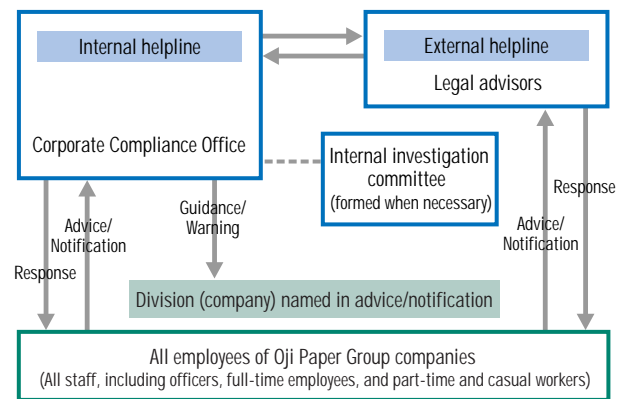 Internal helpline
External helpline
Legal advisors
Corporate Compliance Office
Internal investigation
committee
(formed when necessary)
Response
Advice/
Notification
Guidance/
Warning
Advice/
Notification
Response
Division (company) named in advice/notification
All employees of Oji Paper Group companies
(All staff, including officers, full-time employees, and part-time and casual workers)